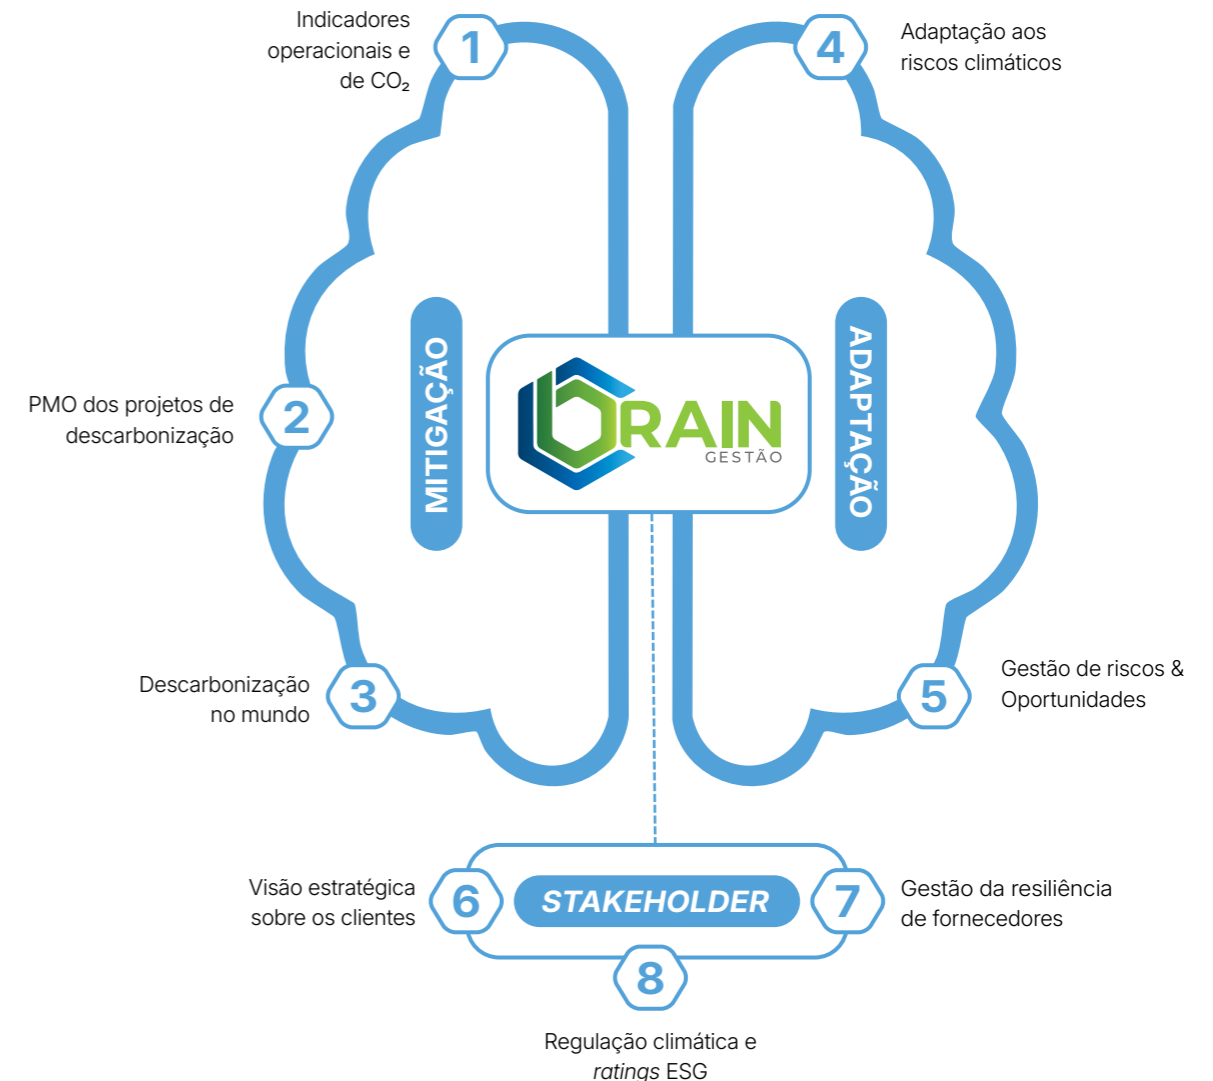 Indicadores
operacionais e
de CO₂
1
4
Adaptação aos
riscos climáticos
MITIGAÇÃO
bRAIN
GESTÃO
ADAPTAÇÃO
PMO dos projetos de
descarbonização
2
Descarbonização
no mundo
3
5
Gestão de riscos &
Oportunidades
Visão estratégica
sobre os clientes
6
STAKEHOLDER
7
Gestão da resiliência
de fornecedores
8
Regulação climática e
ratings ESG